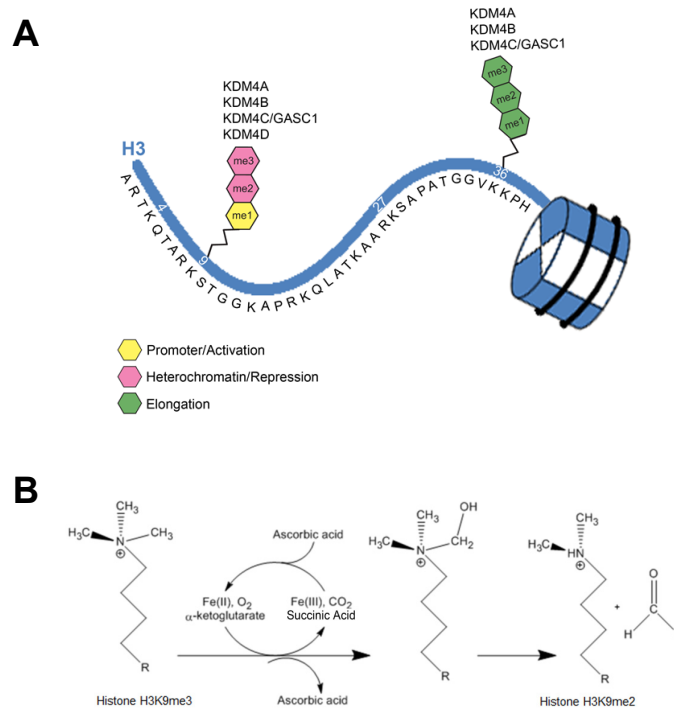 A
KDM4A
KDM4B
KDM4C/GASC1
me3
me2
me1
KDM4A
KDM4B
KDM4C/GASC1
KDM4D
me3
me2
me1
H3
4
9
27
36
ARTKQTARKSTGGKAPRKQLATKAARKSAPATGGVKKPH
Promoter/Activation
Heterochromatin/Repression
Elongation
B
CH3
H3C
N
CH3
⊕
R
Histone H3K9me3
Ascorbic acid
Fe(II), O2
α-ketoglutarate
Fe(III), CO2
Succinic Acid
Ascorbic acid
OH
CH3
H3C
N
CH2
⊕
R
CH3
H3C
HN
⊕
R
Histone H3K9me2
+
O
H